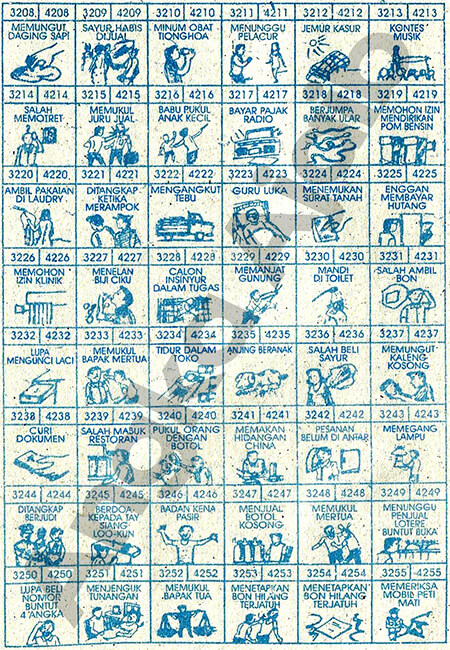 3208 4208
MEMUNGUT
DAGING SAPI
3209 4209
SAYUR HABIS
DIJUAL
3210 4210
MINUM OBAT
TIONGHOA
3211 4211
MENUNGGU
PELACUR
3212 4212
JEMUR KASUR
3213 4213
KONTES
MUSIK
3214 4214
SALAH
MEMOTRET
3215 4215
MEMUKUL
JURU JUAL
3216 4216
BABU PUKUL
ANAK KECIL
3217 4217
BAYAR PAJAK
RADIO
3218 4218
BERJUMPA
BANYAK ULAR
3219 4219
MEMOHON IZIN
MENDIRIKAN
POM BENSIN
3220 4220
AMBIL PAKAIAN
DI LAUDRY
3221 4221
DITANGKAP
KETIKA
MERAMPOK
3222 4222
MENGANGKUT
TEBU
3223 4223
GURU LUKA
3224 4224
MENEMUKAN
SURAT TANAH
3225 4225
ENGGAN
MEMBAYAR
HUTANG
3226 4226
MEMOHON
IZIN KLINIK
3227 4227
MENELAN
BIJI CIKU
3228 4228
CALON
INSINYUR
DALAM TUGAS
3229 4229
MEMANJAT
GUNUNG
3230 4230
MANDI
DI TOILET
3231 4231
SALAH AMBIL
BON
3232 4232
LUPA
MENGUNCI LACI
3233 4233
MEMUKUL
BAPAK MERTUA
3234 4234
TIDUR DALAM
TOKO
3235 4235
ANJING BERANAK
3236 4236
SALAH BELI
SAYUR
3237 4237
MEMUNGUT
KALENG
KOSONG
3238 4238
CURI
DOKUMEN
3239 4239
SALAH MASUK
RESTORAN
3240 4240
PUKUL ORANG
DENGAN
BOTOL
3241 4241
MEMAKAN
HIDANGAN
CHINA
3242 4242
PESANAN
BELUM DI ANTAR
3243 4243
MEMEGANG
LAMPU
3244 4244
DITANGKAP
BERJUDI
3245 4245
BERDOA
KEPADA TAY
SIANG
LOO-KUN
3246 4246
BADAN KENA
PASIR
3247 4247
MENJUAL
BOTOL
KOSONG
3248 4248
MEMUKUL
MERTUA
3249 4249
MENUNGGU
PENJUAL
LOTERE
BUNTUT BUKA
3250 4250
LUPA BELI
NOMOR
BUNTUT
4 ANGKA
3251 4251
MENJENGUK
TUNANGAN
3252 4252
MEMUKUL
BAPAK TUA
3253 4253
MENETAPKAN
BON HILANG
TERJATUH
3254 4254
MENETAPKAN
BON HILANG
TERJATUH
3255 4255
MEMERIKSA
MOBIL PETI
MATI